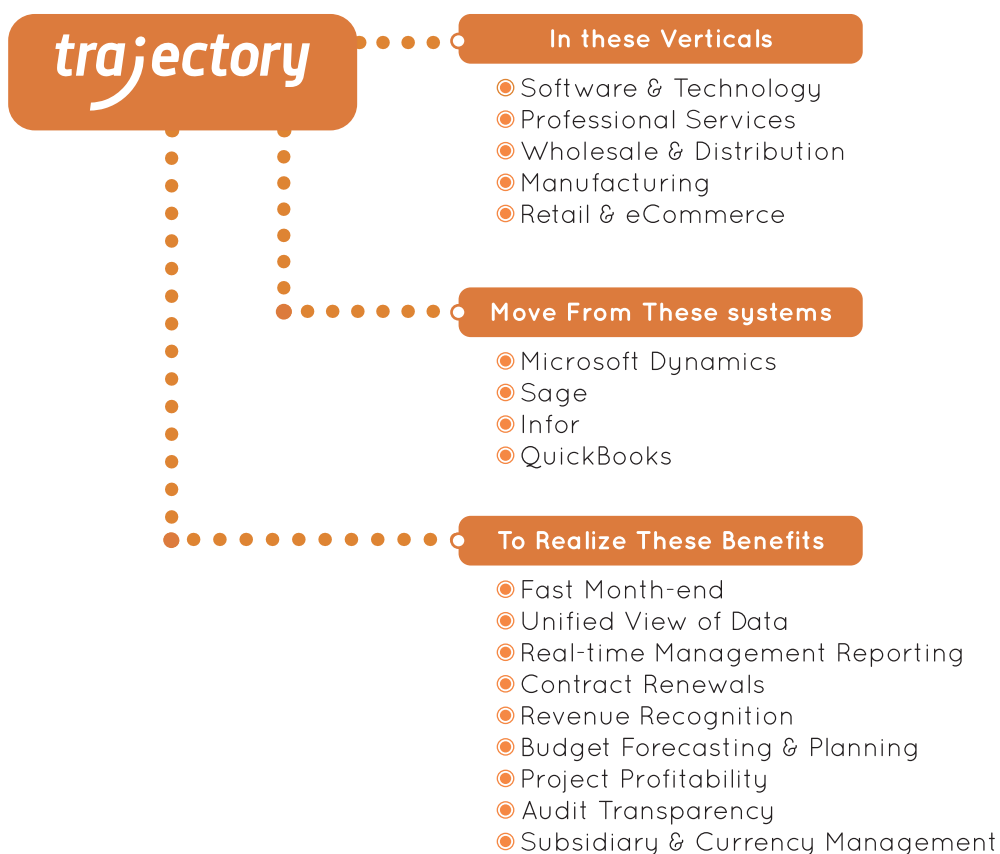 trajectory
In these Verticals
Software & Technology
Professional Services
Wholesale & Distribution
Manufacturing
Retail & eCommerce
Move From These systems
Microsoft Dynamics
Sage
Infor
QuickBooks
To Realize These Benefits
Fast Month-end
Unified View of Data
Real-time Management Reporting
Contract Renewals
Revenue Recognition
Budget Forecasting & Planning
Project Profitability
Audit Transparency
Subsidiary & Currency Management